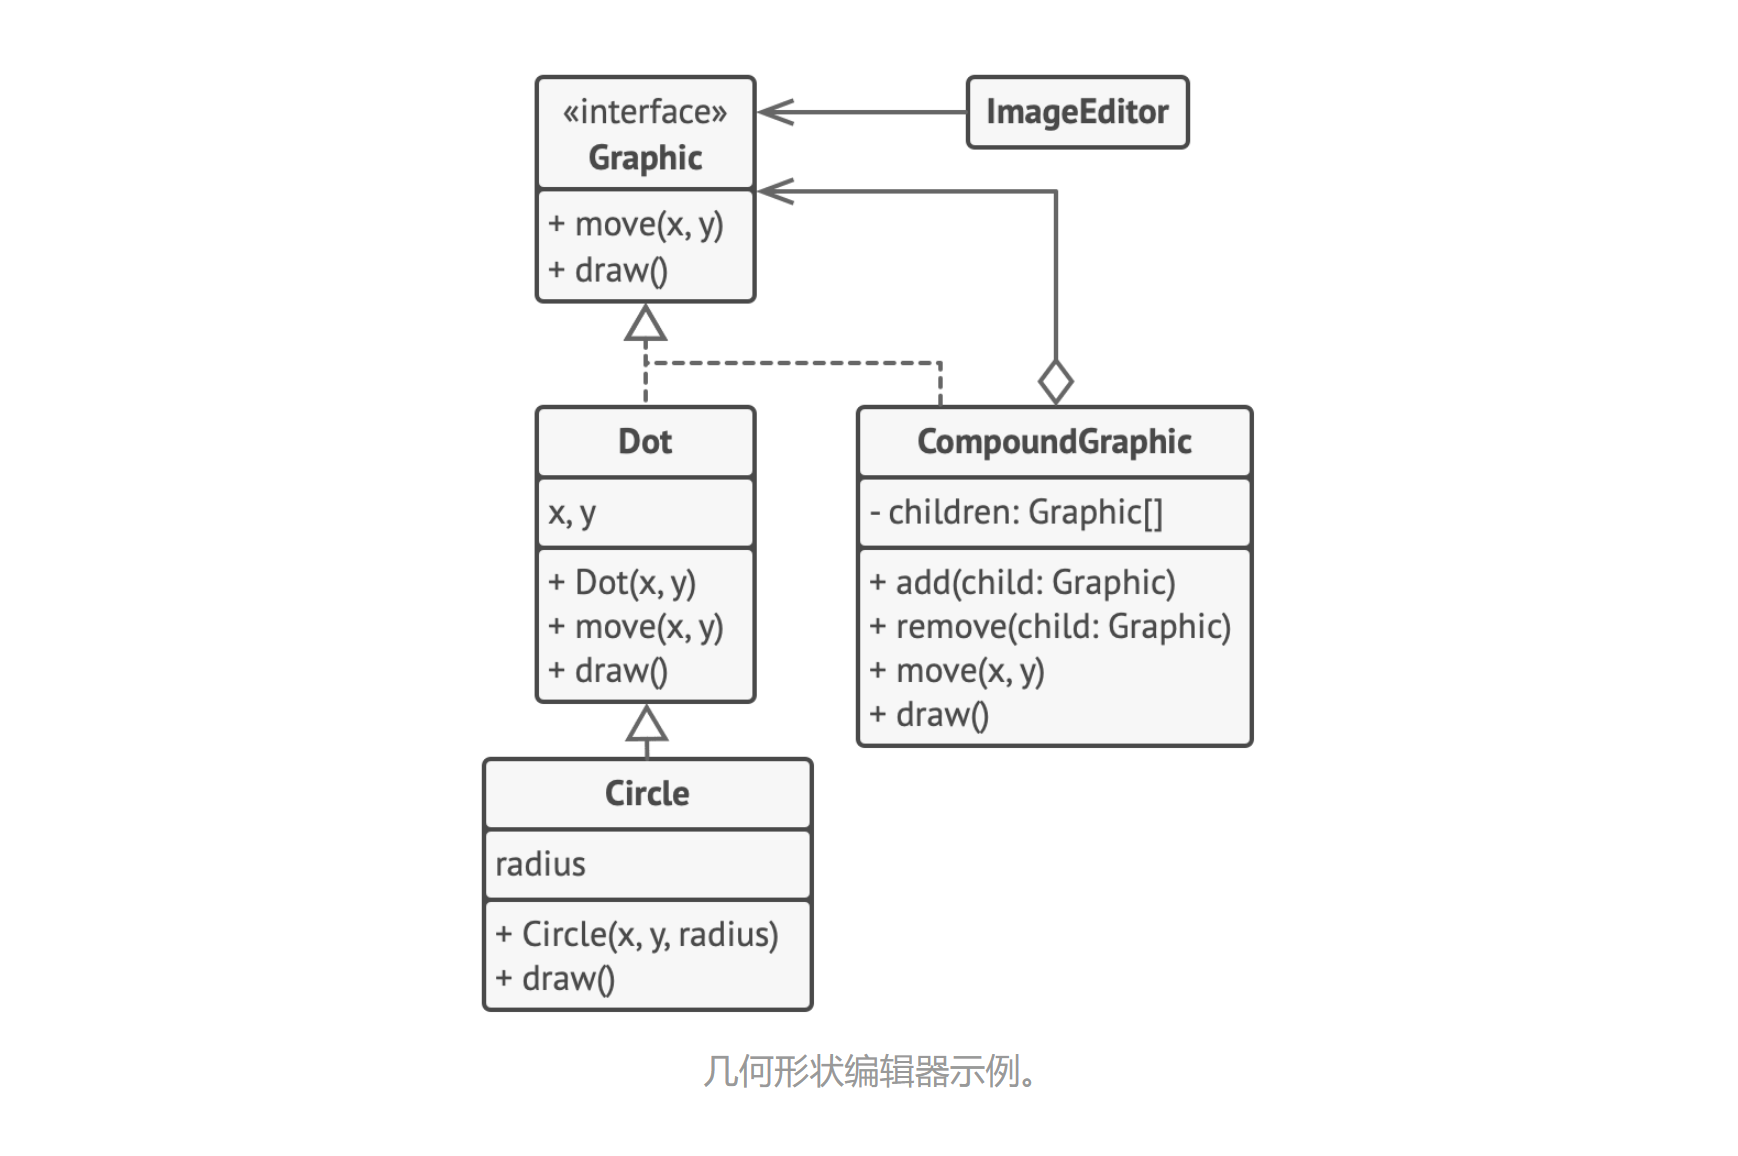 «interface»
Graphic
+ move(x, y)
+ draw()
ImageEditor
Dot
x, y
+ Dot(x, y)
+ move(x, y)
+ draw()
CompoundGraphic
- children: Graphic[]
+ add(child: Graphic)
+ remove(child: Graphic)
+ move(x, y)
+ draw()
Circle
radius
+ Circle(x, y, radius)
+ draw()
几何形状编辑器示例。